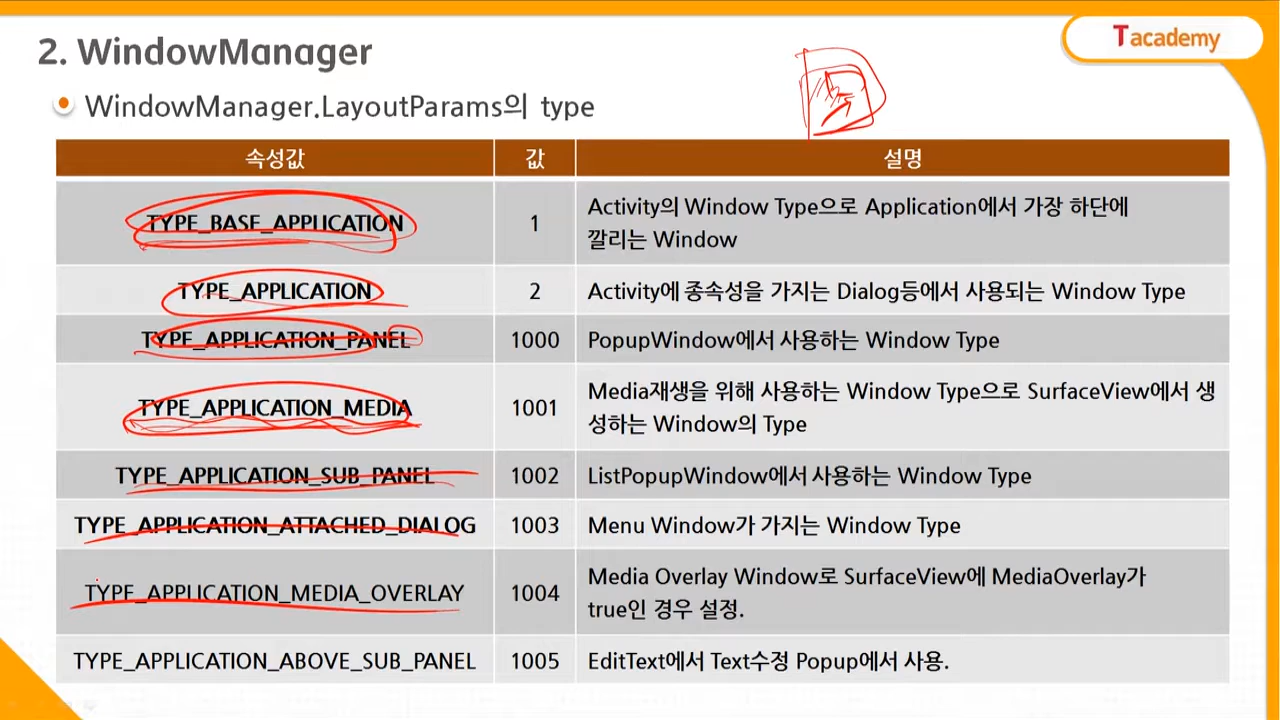 2. WindowManager
Tacademy
WindowManager.LayoutParams의 type
속성값 값 설명
TYPE_BASE_APPLICATION 1 Activity의 Window Type으로 Application에서 가장 하단에
깔리는 Window
TYPE_APPLICATION 2 Activity에 종속성을 가지는 Dialog등에서 사용되는 Window Type
TYPE_APPLICATION_PANEL 1000 PopupWindow에서 사용하는 Window Type
TYPE_APPLICATION_MEDIA 1001 Media재생을 위해 사용하는 Window Type으로 SurfaceView에서 생
성하는 Window의 Type
TYPE_APPLICATION_SUB_PANEL 1002 ListPopupWindow에서 사용하는 Window Type
TYPE_APPLICATION_ATTACHED_DIALOG 1003 Menu Window가 가지는 Window Type
TYPE_APPLICATION_MEDIA_OVERLAY 1004 Media Overlay Window로 SurfaceView에 MediaOverlay가
true인 경우 설정.
TYPE_APPLICATION_ABOVE_SUB_PANEL 1005 EditText에서 Text수정 Popup에서 사용.